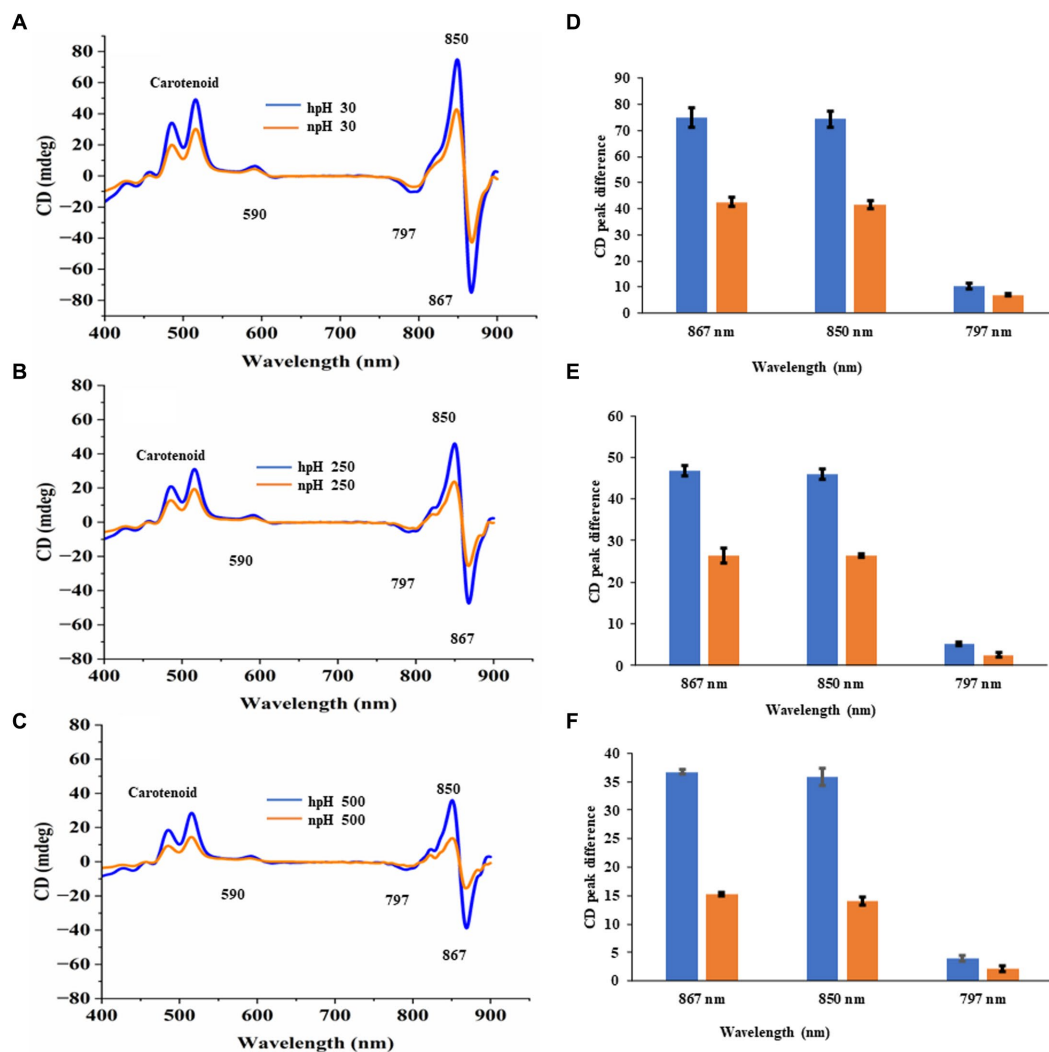 A
850
80
60
Carotenoid
40
hpH 30
npH 30
20
0
−20
−40
−60
−80
CD (mdeg)
590
797
867
400 500 600 700 800 900
Wavelength (nm)
D
90
80
70
60
50
40
30
20
10
0
CD peak difference
867 nm 850 nm 797 nm
Wavelength (nm)
B
850
80
60
40
20
0
−20
−40
−60
−80
CD (mdeg)
Carotenoid
hpH 250
npH 250
590
797
867
400 500 600 700 800 900
Wavelength (nm)
E
60
50
40
30
20
10
0
CD peak difference
867 nm 850 nm 797 nm
Wavelength (nm)
C
80
60
40
20
0
−20
−40
−60
−80
CD (mdeg)
Carotenoid
850
hpH 500
npH 500
590
797
867
400 500 600 700 800 900
Wavelength (nm)
F
40
35
30
25
20
15
10
5
0
CD peak difference
867 nm 850 nm 797 nm
Wavelength (nm)